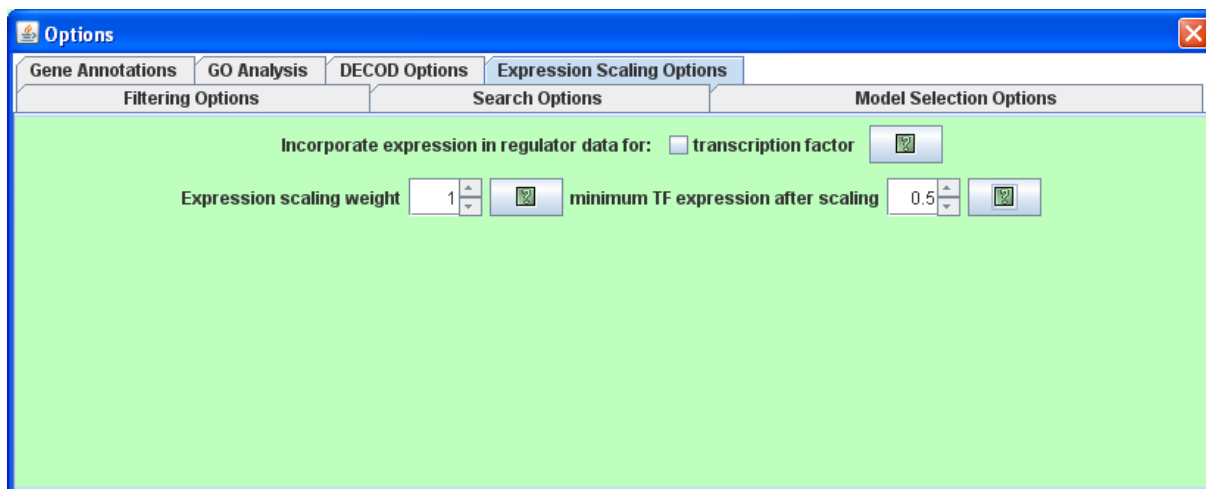 Options
Gene Annotations GO Analysis DECOD Options Expression Scaling Options
Filtering Options Search Options Model Selection Options
Incorporate expression in regulator data for: transcription factor ?
Expression scaling weight 1 ? minimum TF expression after scaling 0.5 ?